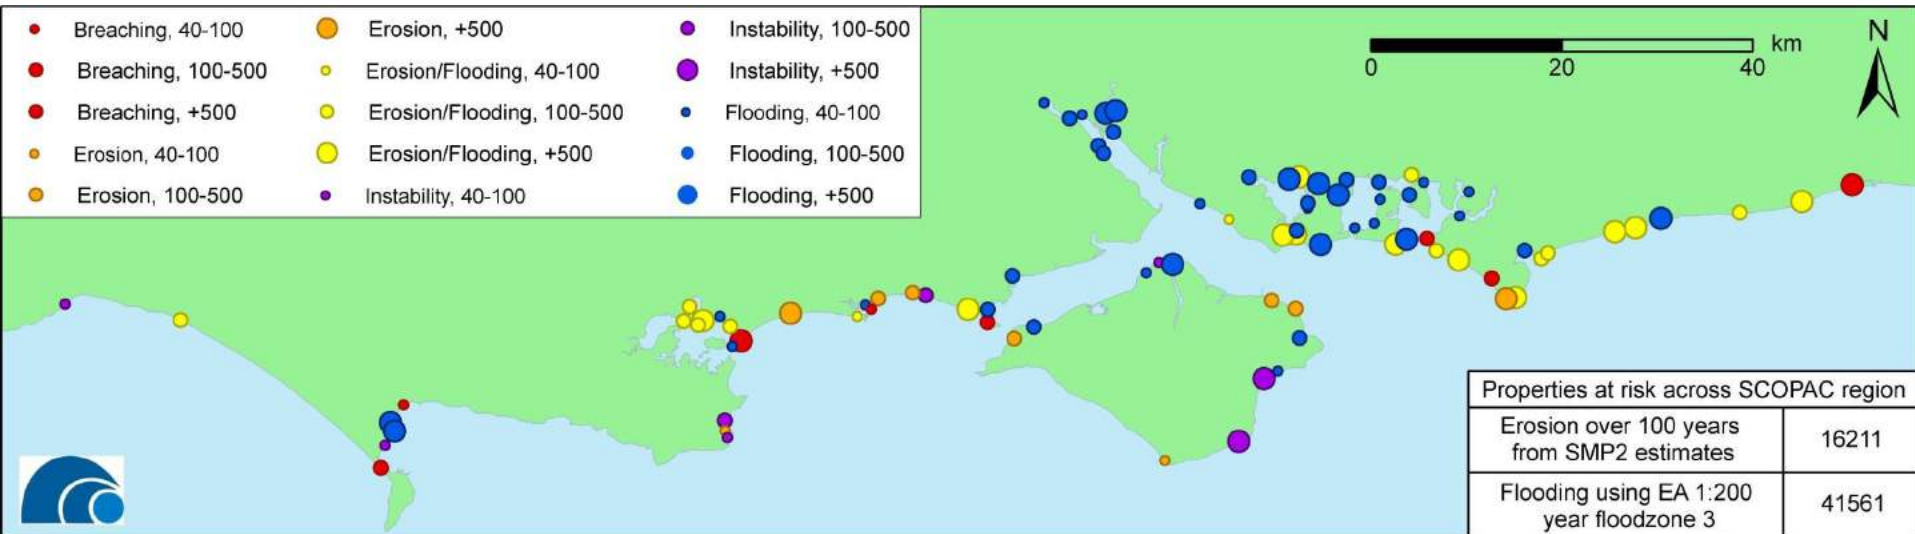 Breaching, 40-100
Breaching, 100-500
Breaching, +500
Erosion, 40-100
Erosion, 100-500
Erosion, +500
Erosion/Flooding, 40-100
Erosion/Flooding, 100-500
Erosion/Flooding, +500
Instability, 40-100
Instability, 100-500
Instability, +500
Flooding, 40-100
Flooding, 100-500
Flooding, +500
km
0 20 40
N
Properties at risk across SCOPAC region
Erosion over 100 years
from SMP2 estimates
16211
Flooding using EA 1:200
year floodzone 3
41561